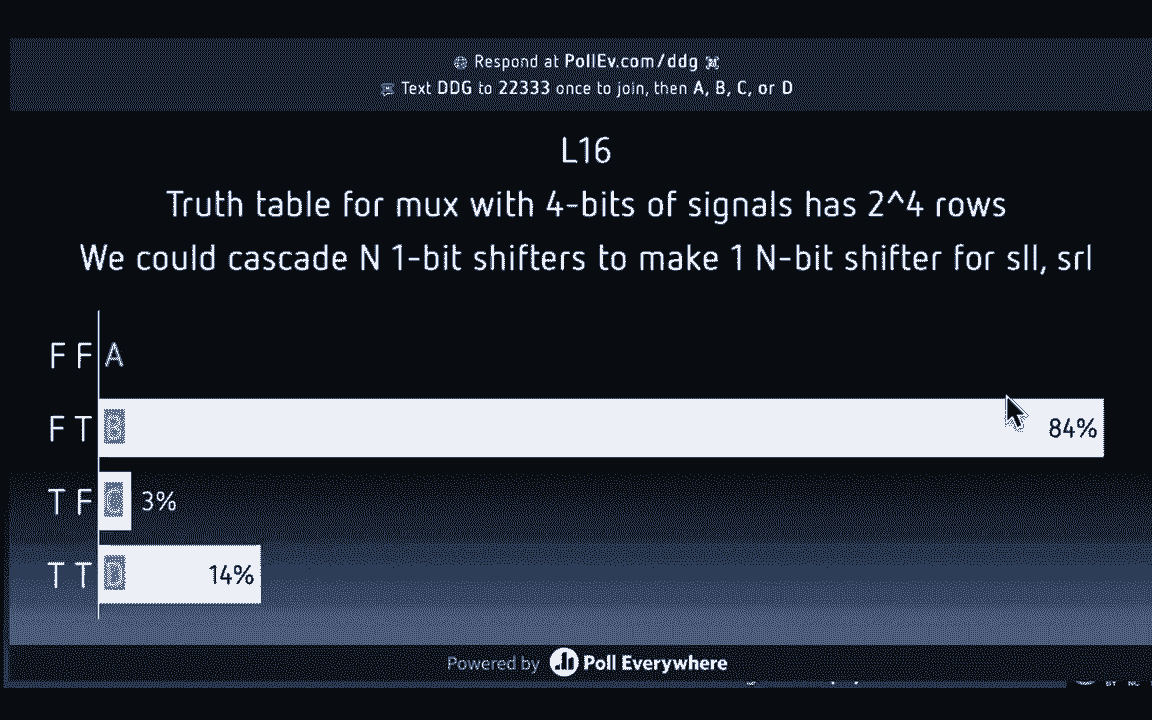 Respond at PollEv.com/ddg
Text DDG to 22333 once to join, then A, B, C, or D
L16
Truth table for mux with 4-bits of signals has 2^4 rows
We could cascade N 1-bit shifters to make 1 N-bit shifter for sll, srl
F F A
F T B 84%
T F C 3%
T T D 14%
Powered by Poll Everywhere
BY NC